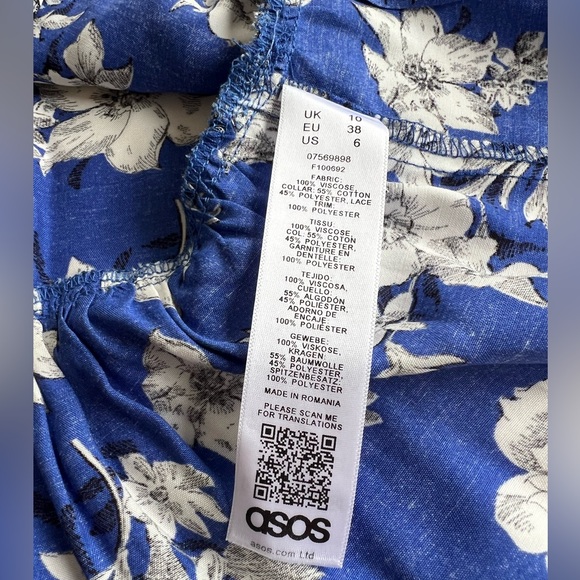 UK 10
EU 38
US 6
07569898
F100692
FABRIC:
100% VISCOSE
COLLAR: 55% COTTON
45% POLYESTER, LACE
TRIM:
100% POLYESTER
TISSU:
100% VISCOSE,
COL: 55% COTON
45% POLYESTER,
GARNITURE EN
DENTELLE:
100% POLYESTER
TEJIDO:
100% VISCOSA,
CUELLO:
55% ALGODÓN
45% POLIÉSTER,
ADORNO DE
ENCAJE:
100% POLIÉSTER
GEWEBE:
100% VISKOSE,
KRAGEN:
55% BAUMWOLLE
45% POLYESTER,
SPITZENBESATZ:
100% POLYESTER
MADE IN ROMANIA
PLEASE SCAN ME
FOR TRANSLATIONS
asos
asos.com Ltd